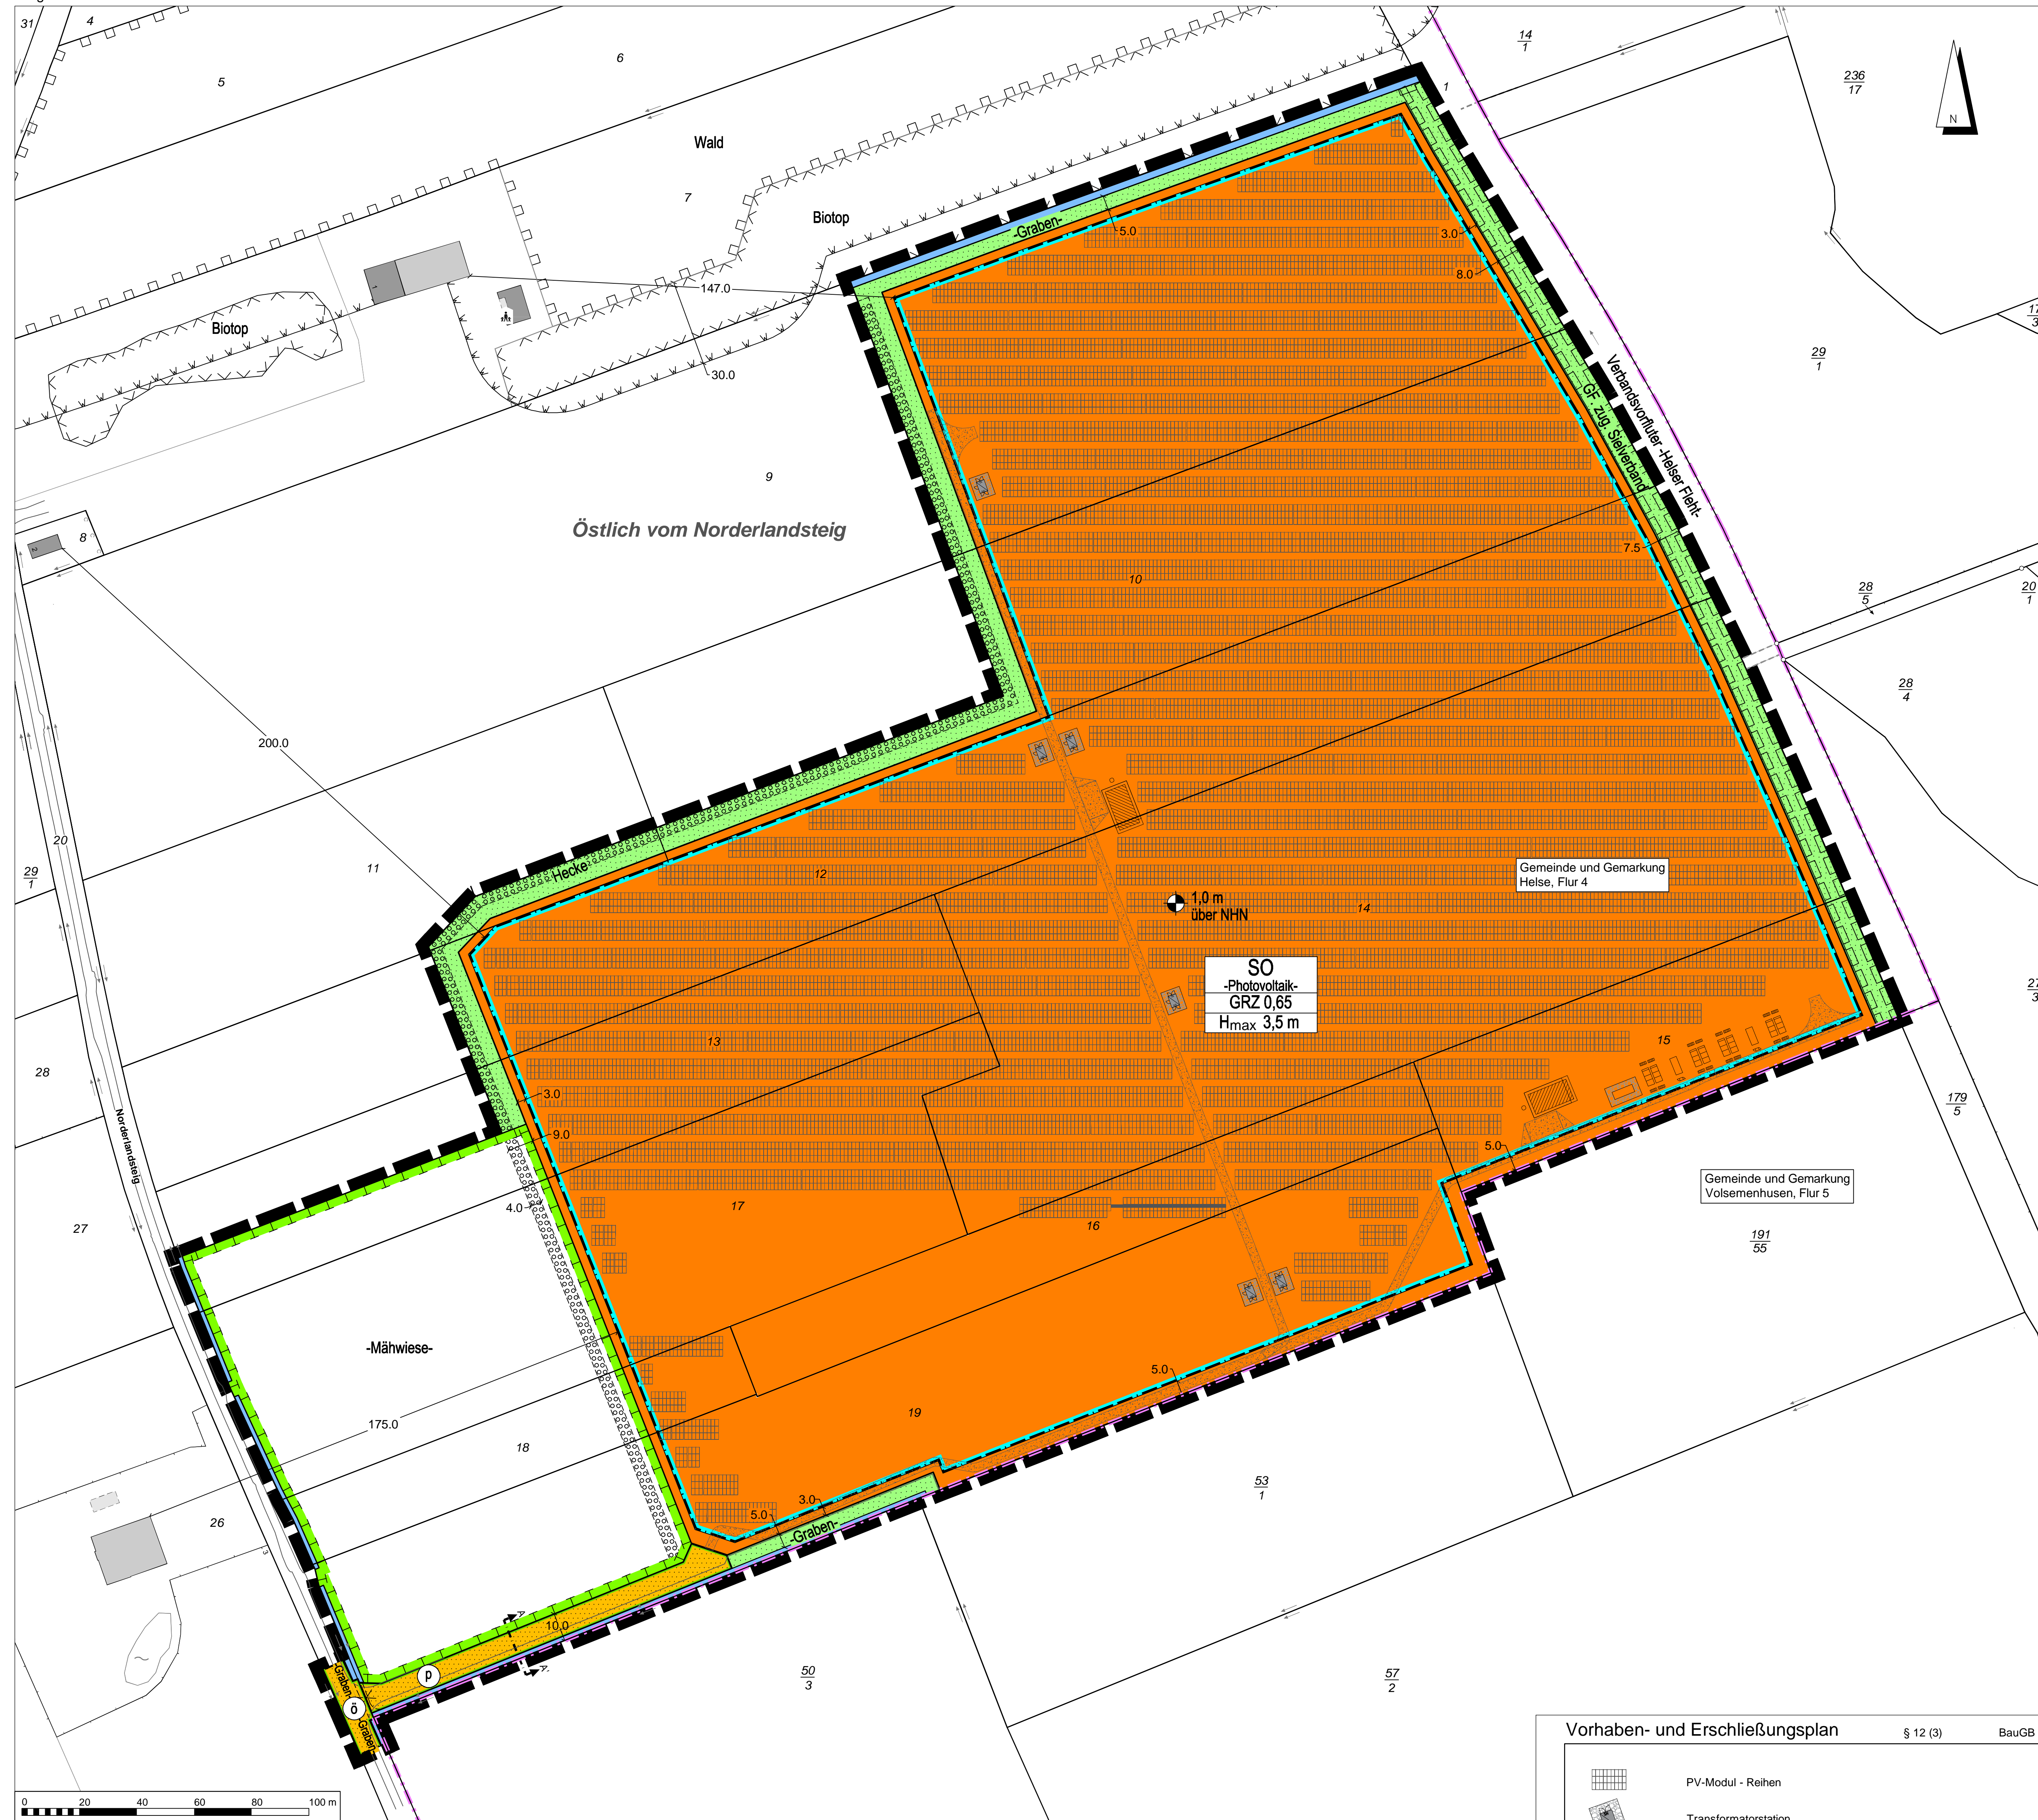 31
4
5
6
14
1
236
17
N
1
Wald
7
Biotop
-Graben-
5.0
3.0
8.0
147.0
Biotop
30.0
29
1
Verbandsvorfluter -Helser Fleht-
GF. zug. Sielverband
9
Östlich vom Norderlandsteig
8
2
7.5
10
28
5
20
1
28
4
200.0
20
29
1
11
-Hecke-
12
Gemeinde und Gemarkung
Helse, Flur 4
1,0 m
über NHN
14
SO
-Photovoltaik-
GRZ 0,65
Hmax 3,5 m
13
15
28
3.0
9.0
Norderlandsteig
179
5
5.0
Gemeinde und Gemarkung
Volsemenhusen, Flur 5
27
4.0
17
16
191
55
-Mähwiese-
5.0
175.0
19
18
53
1
26
3
3.0
5.0
-Graben-
10.0
A
A'
p
-Graben-
ö
-Graben-
50
3
57
2
Vorhaben- und Erschließungsplan § 12 (3) BauGB
PV-Modul - Reihen
Transformatorstation
0 20 40 60 80 100 m